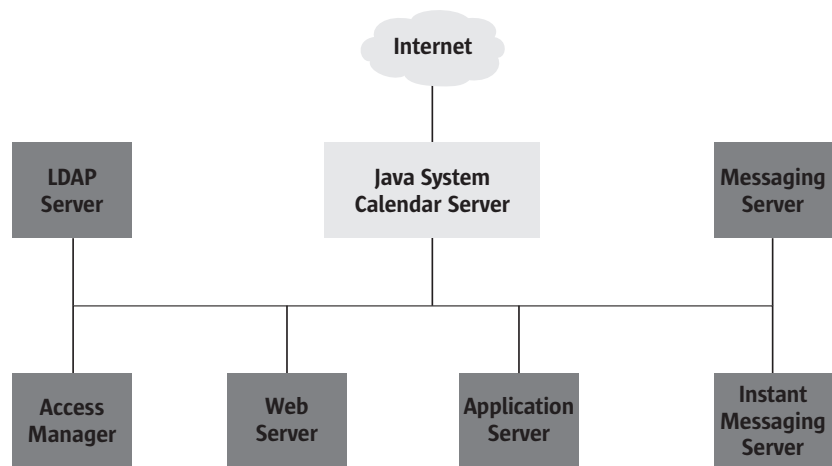 Internet
LDAP
Server
Java System
Calendar Server
Messaging
Server
Access
Manager
Web
Server
Application
Server
Instant
Messaging
Server